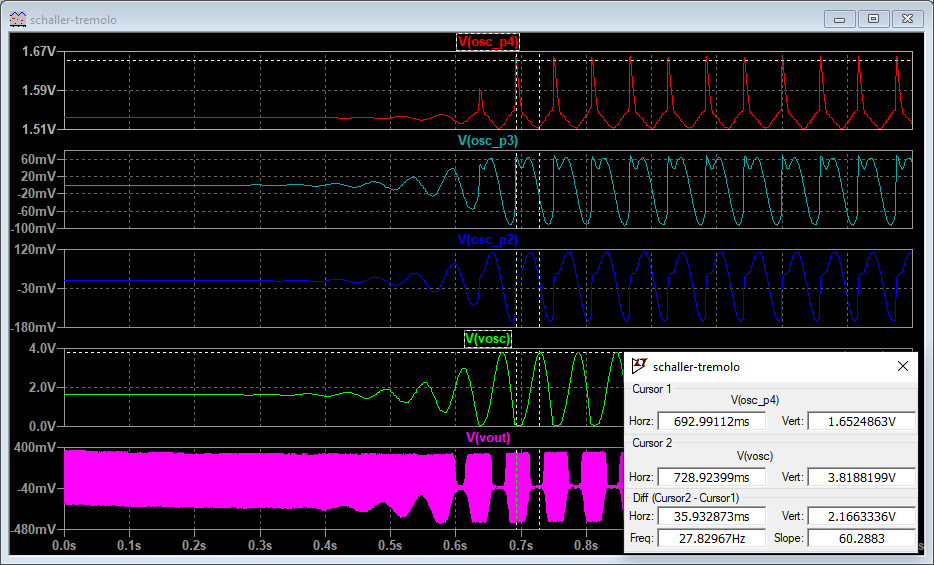 schaller-tremolo
V(osc_p4)
1.67V
1.59V
1.51V
V(osc_p3)
60mV
20mV
-20mV
-60mV
-100mV
V(osc_p2)
120mV
-30mV
-180mV
V(vosc)
4.0V
2.0V
0.0V
V(vout)
400mV
-40mV
-480mV
0.0s 0.1s 0.2s 0.3s 0.4s 0.5s 0.6s 0.7s 0.8s
schaller-tremolo
Cursor 1
V(osc_p4)
Horz: 692.99112ms Vert: 1.6524863V
Cursor 2
V(vosc)
Horz: 728.92399ms Vert: 3.8188199V
Diff (Cursor2 - Cursor1)
Horz: 35.932873ms Vert: 2.1663336V
Freq: 27.82967Hz Slope: 60.2883